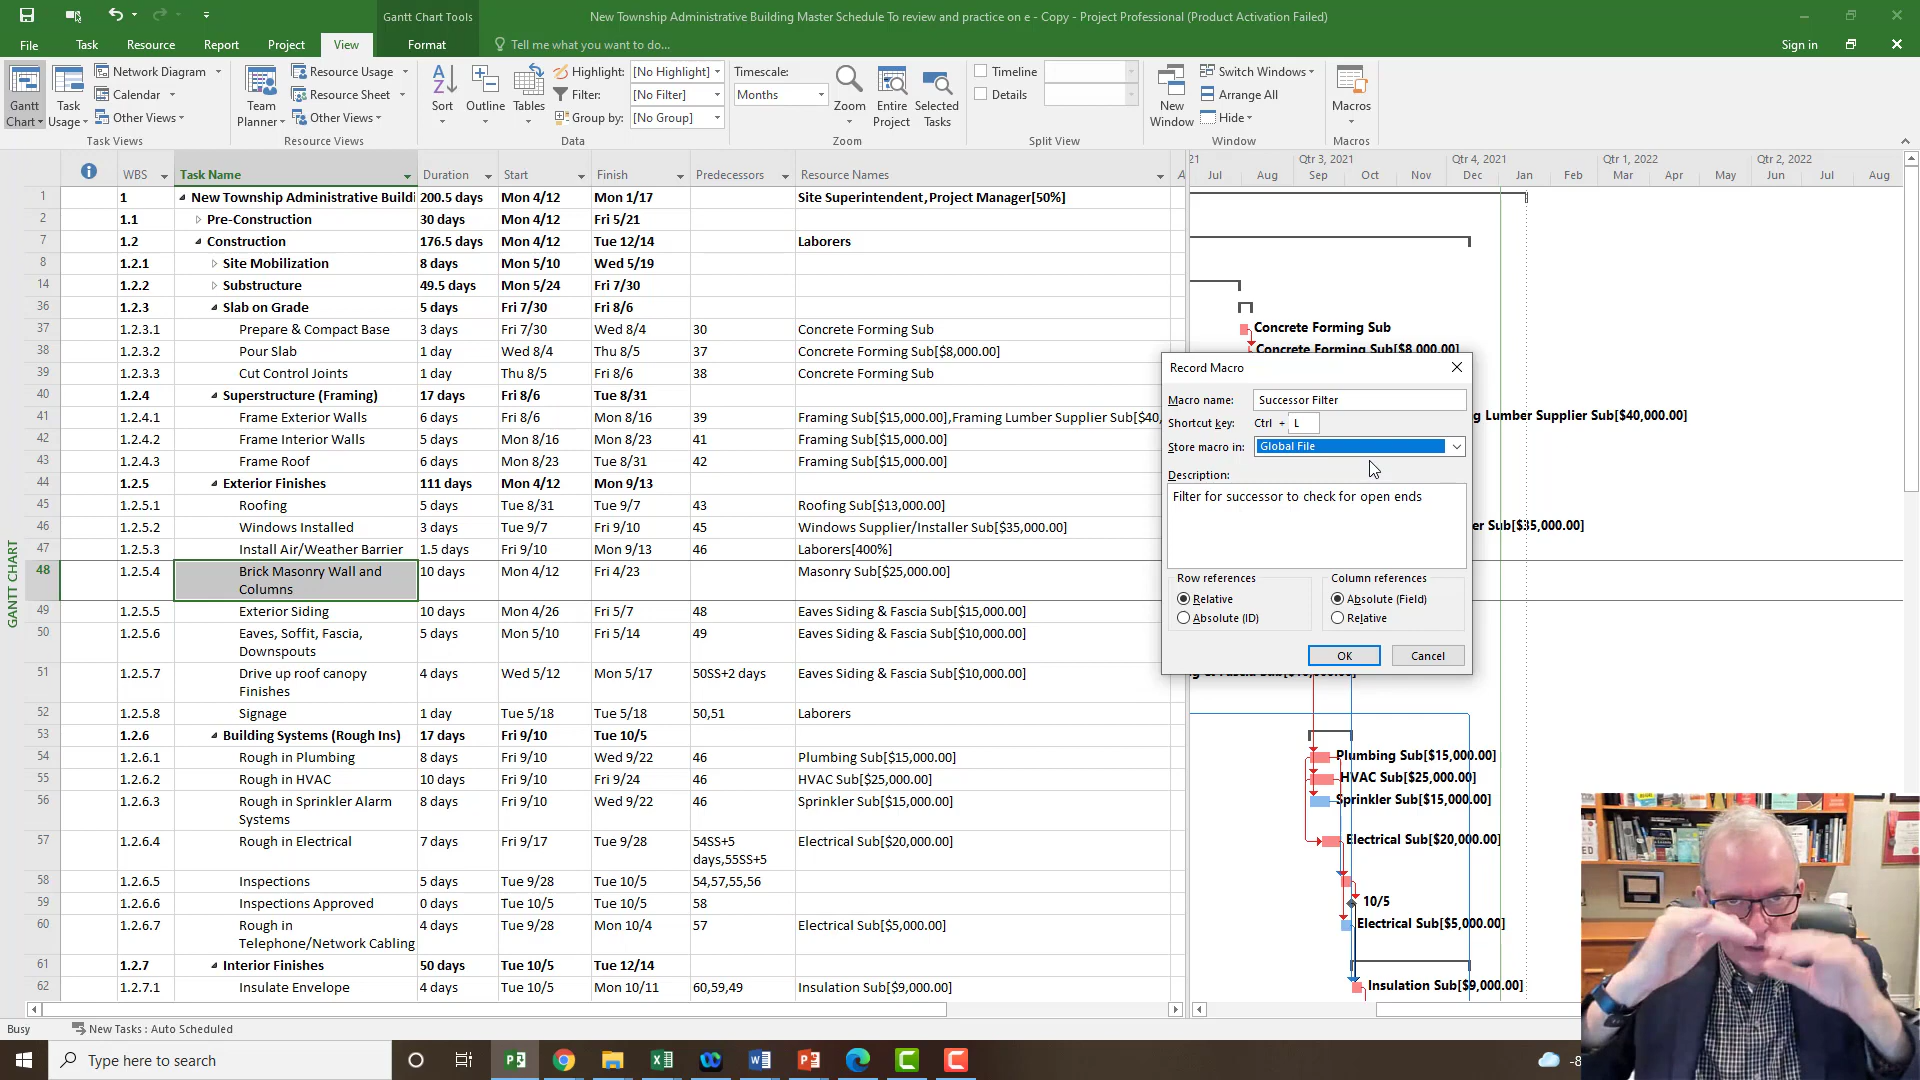 Gantt Chart Tools
New Township Administrative Building Master Schedule To review and practice on e - Copy - Project Professional (Product Activation Failed)
File Task Resource Report Project View Format Tell me what you want to do... Sign in
Gantt Chart
Task Usage
Network Diagram
Calendar
Other Views
Task Views
Team Planner
Resource Usage
Resource Sheet
Other Views
Resource Views
Sort
Outline
Tables
Highlight: [No Highlight]
Filter: [No Filter]
Group by: [No Group]
Data
Timescale:
Months
Zoom
Entire Project
Selected Tasks
Zoom
Timeline
Details
Split View
New Window
Switch Windows
Arrange All
Hide
Window
Macros
Macros
WBS Task Name Duration Start Finish Predecessors Resource Names A
21 Qtr 3, 2021 Qtr 4, 2021 Qtr 1, 2022 Qtr 2, 2022
Jul Aug Sep Oct Nov Dec Jan Feb Mar Apr May Jun Jul Aug
GANTT CHART
1 1 New Township Administrative Buildi 200.5 days Mon 4/12 Mon 1/17 Site Superintendent,Project Manager[50%]
2 1.1 Pre-Construction 30 days Mon 4/12 Fri 5/21
7 1.2 Construction 176.5 days Mon 4/12 Tue 12/14 Laborers
8 1.2.1 Site Mobilization 8 days Mon 5/10 Wed 5/19
14 1.2.2 Substructure 49.5 days Mon 5/24 Fri 7/30
36 1.2.3 Slab on Grade 5 days Fri 7/30 Fri 8/6
37 1.2.3.1 Prepare & Compact Base 3 days Fri 7/30 Wed 8/4 30 Concrete Forming Sub
38 1.2.3.2 Pour Slab 1 day Wed 8/4 Thu 8/5 37 Concrete Forming Sub[$8,000.00]
39 1.2.3.3 Cut Control Joints 1 day Thu 8/5 Fri 8/6 38 Concrete Forming Sub
40 1.2.4 Superstructure (Framing) 17 days Fri 8/6 Tue 8/31
41 1.2.4.1 Frame Exterior Walls 6 days Fri 8/6 Mon 8/16 39 Framing Sub[$15,000.00],Framing Lumber Supplier Sub[$40,
42 1.2.4.2 Frame Interior Walls 5 days Mon 8/16 Mon 8/23 41 Framing Sub[$15,000.00]
43 1.2.4.3 Frame Roof 6 days Mon 8/23 Tue 8/31 42 Framing Sub[$15,000.00]
44 1.2.5 Exterior Finishes 111 days Mon 4/12 Mon 9/13
45 1.2.5.1 Roofing 5 days Tue 8/31 Tue 9/7 43 Roofing Sub[$13,000.00]
46 1.2.5.2 Windows Installed 3 days Tue 9/7 Fri 9/10 45 Windows Supplier/Installer Sub[$35,000.00]
47 1.2.5.3 Install Air/Weather Barrier 1.5 days Fri 9/10 Mon 9/13 46 Laborers[400%]
48 1.2.5.4 Brick Masonry Wall and 10 days Mon 4/12 Fri 4/23 Masonry Sub[$25,000.00]
Columns
49 1.2.5.5 Exterior Siding 10 days Mon 4/26 Fri 5/7 48 Eaves Siding & Fascia Sub[$15,000.00]
50 1.2.5.6 Eaves, Soffit, Fascia, 5 days Mon 5/10 Fri 5/14 49 Eaves Siding & Fascia Sub[$10,000.00]
Downspouts
51 1.2.5.7 Drive up roof canopy 4 days Wed 5/12 Mon 5/17 50SS+2 days Eaves Siding & Fascia Sub[$10,000.00]
Finishes
52 1.2.5.8 Signage 1 day Tue 5/18 Tue 5/18 50,51 Laborers
53 1.2.6 Building Systems (Rough Ins) 17 days Fri 9/10 Tue 10/5
54 1.2.6.1 Rough in Plumbing 8 days Fri 9/10 Wed 9/22 46 Plumbing Sub[$15,000.00]
55 1.2.6.2 Rough in HVAC 10 days Fri 9/10 Fri 9/24 46 HVAC Sub[$25,000.00]
56 1.2.6.3 Rough in Sprinkler Alarm 8 days Fri 9/10 Wed 9/22 46 Sprinkler Sub[$15,000.00]
Systems
57 1.2.6.4 Rough in Electrical 7 days Fri 9/17 Tue 9/28 54SS+5 Electrical Sub[$20,000.00]
days,55SS+5
58 1.2.6.5 Inspections 5 days Tue 9/28 Tue 10/5 54,57,55,56
59 1.2.6.6 Inspections Approved 0 days Tue 10/5 Tue 10/5 58
60 1.2.6.7 Rough in 4 days Tue 9/28 Mon 10/4 57 Electrical Sub[$5,000.00]
Telephone/Network Cabling
61 1.2.7 Interior Finishes 50 days Tue 10/5 Tue 12/14
62 1.2.7.1 Insulate Envelope 4 days Tue 10/5 Mon 10/11 60,59,49 Insulation Sub[$9,000.00]
Concrete Forming Sub
Concrete Forming Sub[$8,000.00]
g Lumber Supplier Sub[$40,000.00]
er Sub[$35,000.00]
Plumbing Sub[$15,000.00]
HVAC Sub[$25,000.00]
Sprinkler Sub[$15,000.00]
Electrical Sub[$20,000.00]
10/5
Electrical Sub[$5,000.00]
Insulation Sub[$9,000.00]
Record Macro
Macro name: Successor Filter
Shortcut key: Ctrl + L
Store macro in: Global File
Description:
Filter for successor to check for open ends
Row references Column references
Relative Absolute (Field)
Absolute (ID) Relative
OK Cancel
Busy New Tasks : Auto Scheduled
Type here to search
-8